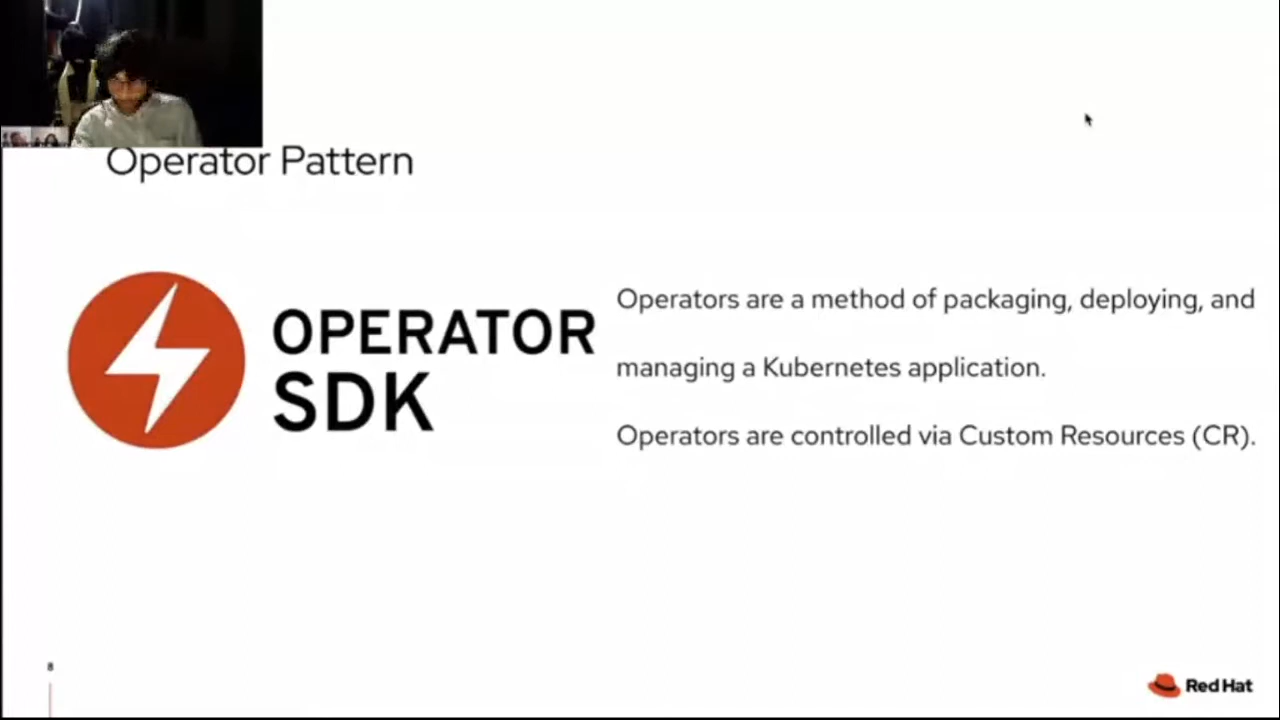 Operator Pattern
OPERATOR
SDK
Operators are a method of packaging, deploying, and
managing a Kubernetes application.
Operators are controlled via Custom Resources (CR).
8
Red Hat